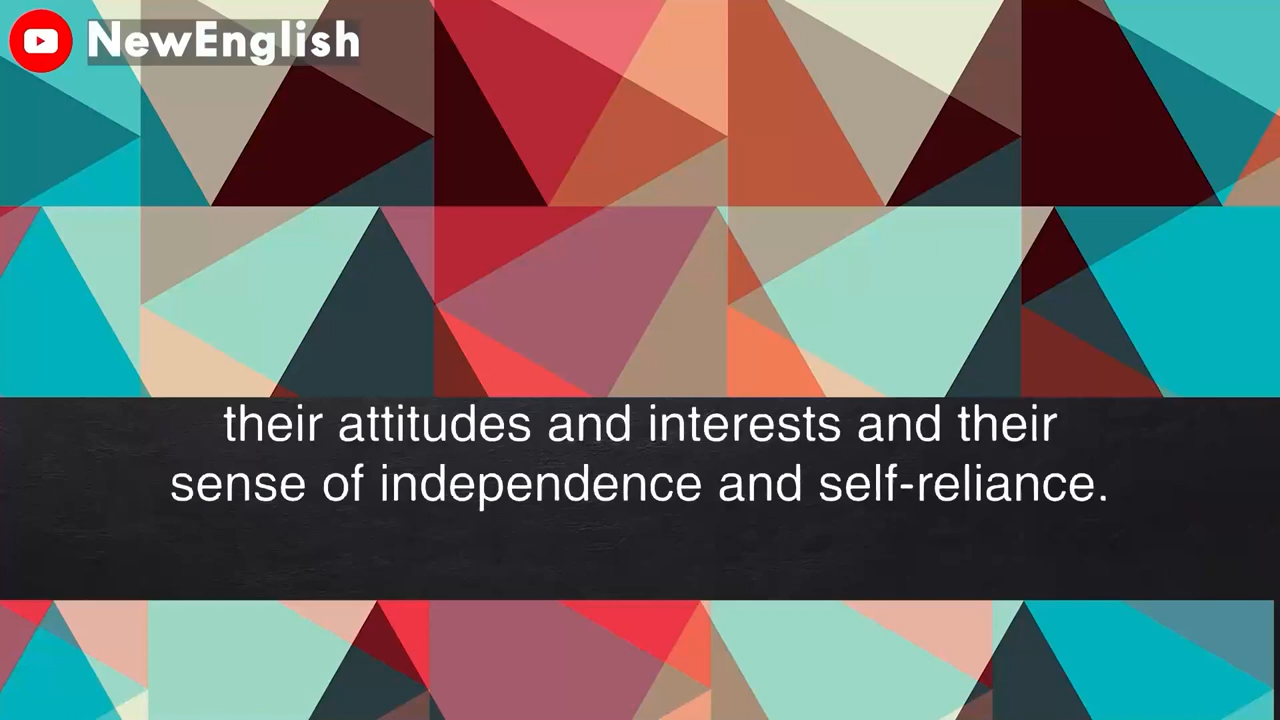 NewEnglish
their attitudes and interests and their
sense of independence and self-reliance.